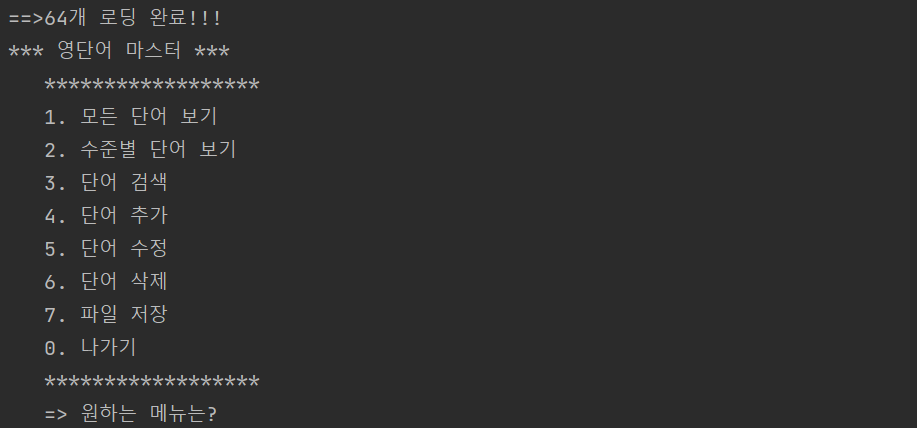 ==>64개 로딩 완료!!!
*** 영단어 마스터 ***
******************
1. 모든 단어 보기
2. 수준별 단어 보기
3. 단어 검색
4. 단어 추가
5. 단어 수정
6. 단어 삭제
7. 파일 저장
0. 나가기
******************
=> 원하는 메뉴는?